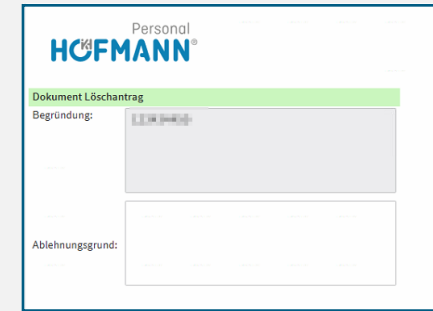 Personal
HOFMANN®
Dokument Löschantrag
Begründung:
Ablehnungsgrund: